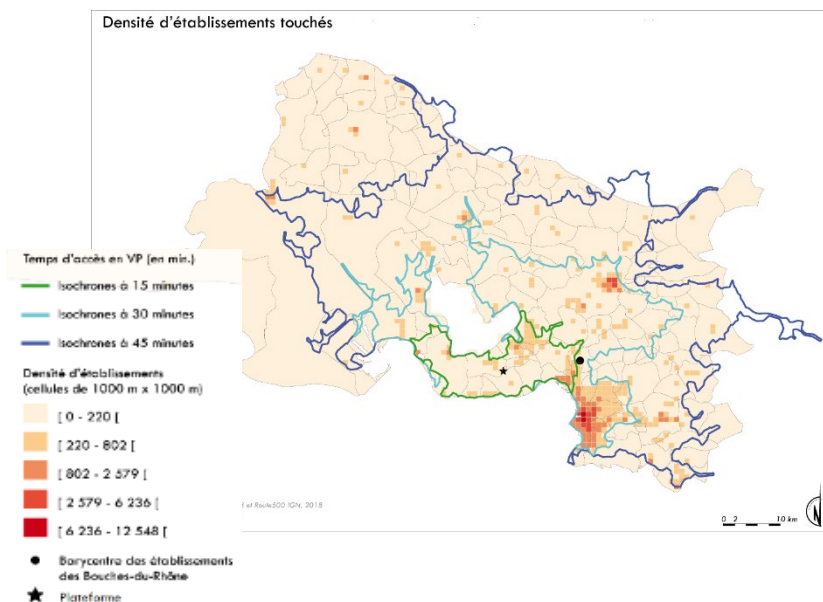 Densité d'établissements touchés
Temps d'accès en VP (en min.)
Isochrones à 15 minutes
Isochrones à 30 minutes
Isochrones à 45 minutes
Densité d'établissements
(cellules de 1000 m x 1000 m)
[ 0 - 220 [
[ 220 - 802 [
[ 802 - 2 579 [
[ 2 579 - 6 236 [
[ 6 236 - 12 548 [
Barycentre des établissements
des Bouches-du-Rhône
Plateforme
et Route500 IGN, 2018
0 2 10 km
N